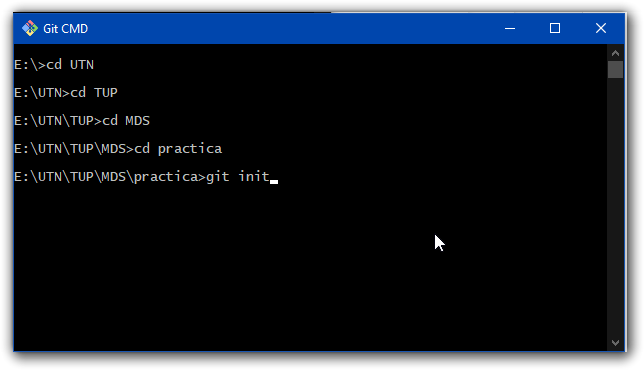 Git CMD
E:\>cd UTN
E:\UTN>cd TUP
E:\UTN\TUP>cd MDS
E:\UTN\TUP\MDS>cd practica
E:\UTN\TUP\MDS\practica>git init